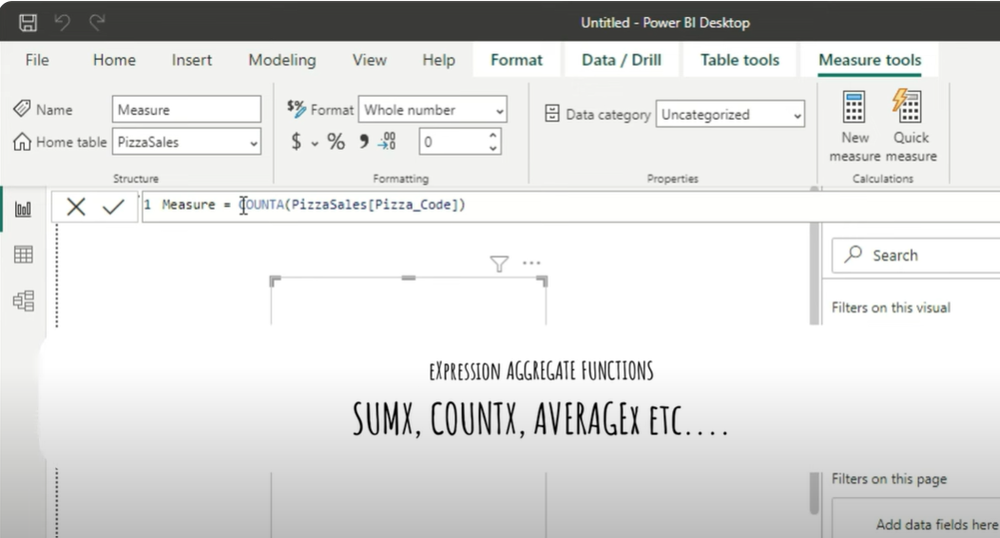 Untitled - Power BI Desktop
File Home Insert Modeling View Help Format Data / Drill Table tools Measure tools
Name Measure
Home table PizzaSales
Structure
$% Format Whole number
$ % 9 .00 →.0 0
Formatting
Data category Uncategorized
Properties
New measure
Quick measure
Calculations
1 Measure = COUNTA(PizzaSales[Pizza_Code])
Search
Filters on this visual
eXpression AGGREGATE FUNCTIONS
SUMX, COUNTX, AVERAGEx ETC....
Filters on this page
Add data fields here